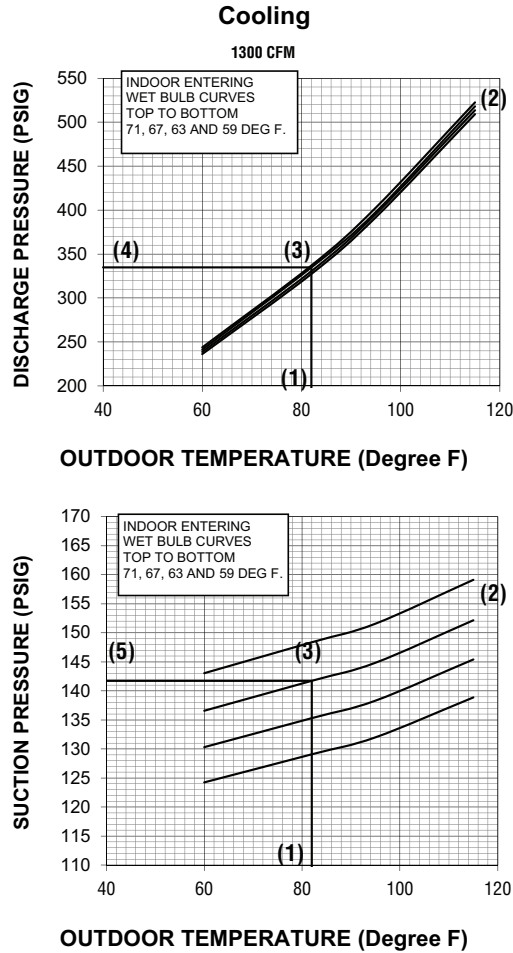 Cooling
1300 CFM
DISCHARGE PRESSURE (PSIG)
550
500
450
400
350
300
250
200
INDOOR ENTERING
WET BULB CURVES
TOP TO BOTTOM
71, 67, 63 AND 59 DEG F.
(2)
(4)
(3)
(1)
40 60 80 100 120
OUTDOOR TEMPERATURE (Degree F)
SUCTION PRESSURE (PSIG)
170
165
160
155
150
145
140
135
130
125
120
115
110
INDOOR ENTERING
WET BULB CURVES
TOP TO BOTTOM
71, 67, 63 AND 59 DEG F.
(2)
(5)
(3)
(1)
40 60 80 100 120
OUTDOOR TEMPERATURE (Degree F)